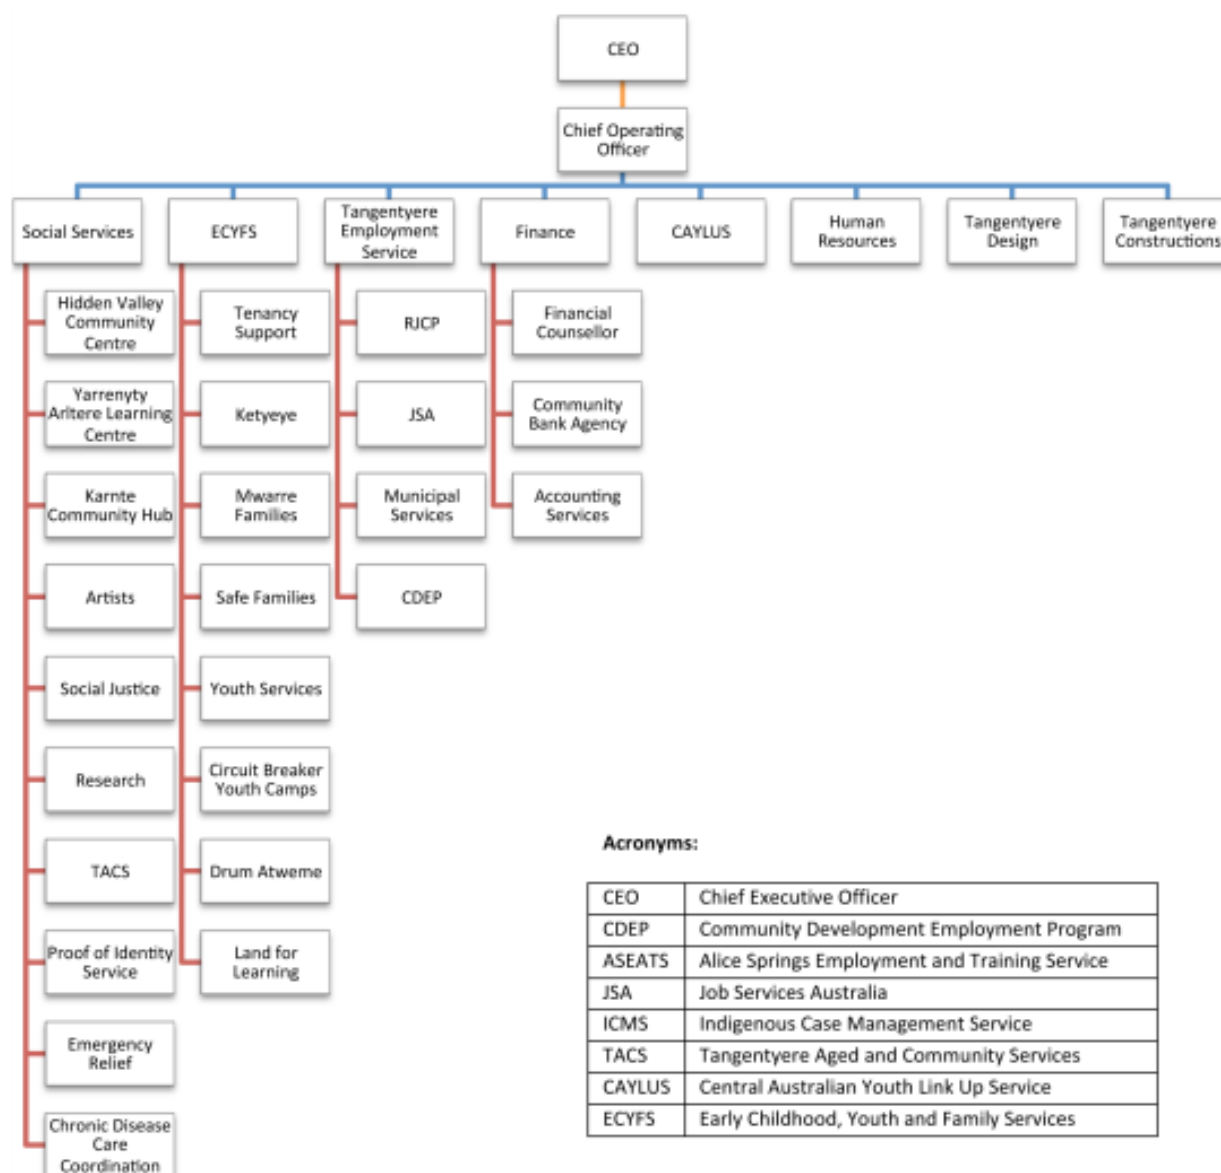 CEO
Chief Operating
Officer
Social Services
ECYFS
Tangentyere
Employment
Service
Finance
CAYLUS
Human
Resources
Tangentyere
Design
Tangentyere
Constructions
Hidden Valley
Community
Centre
Yarrenyty
Arltere Learning
Centre
Karnte
Community Hub
Artists
Social Justice
Research
TACS
Proof of Identity
Service
Emergency
Relief
Chronic Disease
Care
Coordination
Tenancy
Support
Ketyeye
Mwarre
Families
Safe Families
Youth Services
Circuit Breaker
Youth Camps
Drum Atweme
Land for
Learning
RJCP
JSA
Municipal
Services
CDEP
Financial
Counsellor
Community
Bank Agency
Accounting
Services
Acronyms:
CEO Chief Executive Officer
CDEP Community Development Employment Program
ASEATS Alice Springs Employment and Training Service
JSA Job Services Australia
ICMS Indigenous Case Management Service
TACS Tangentyere Aged and Community Services
CAYLUS Central Australian Youth Link Up Service
ECYFS Early Childhood, Youth and Family Services